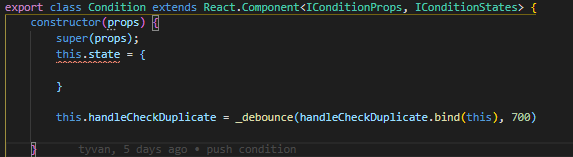 export class Condition extends React.Component<IConditionProps, IConditionStates> {
constructor(props) {
super(props);
this.state = {
}
this.handleCheckDuplicate = _debounce(handleCheckDuplicate.bind(this), 700)
} tyvan, 5 days ago • push condition